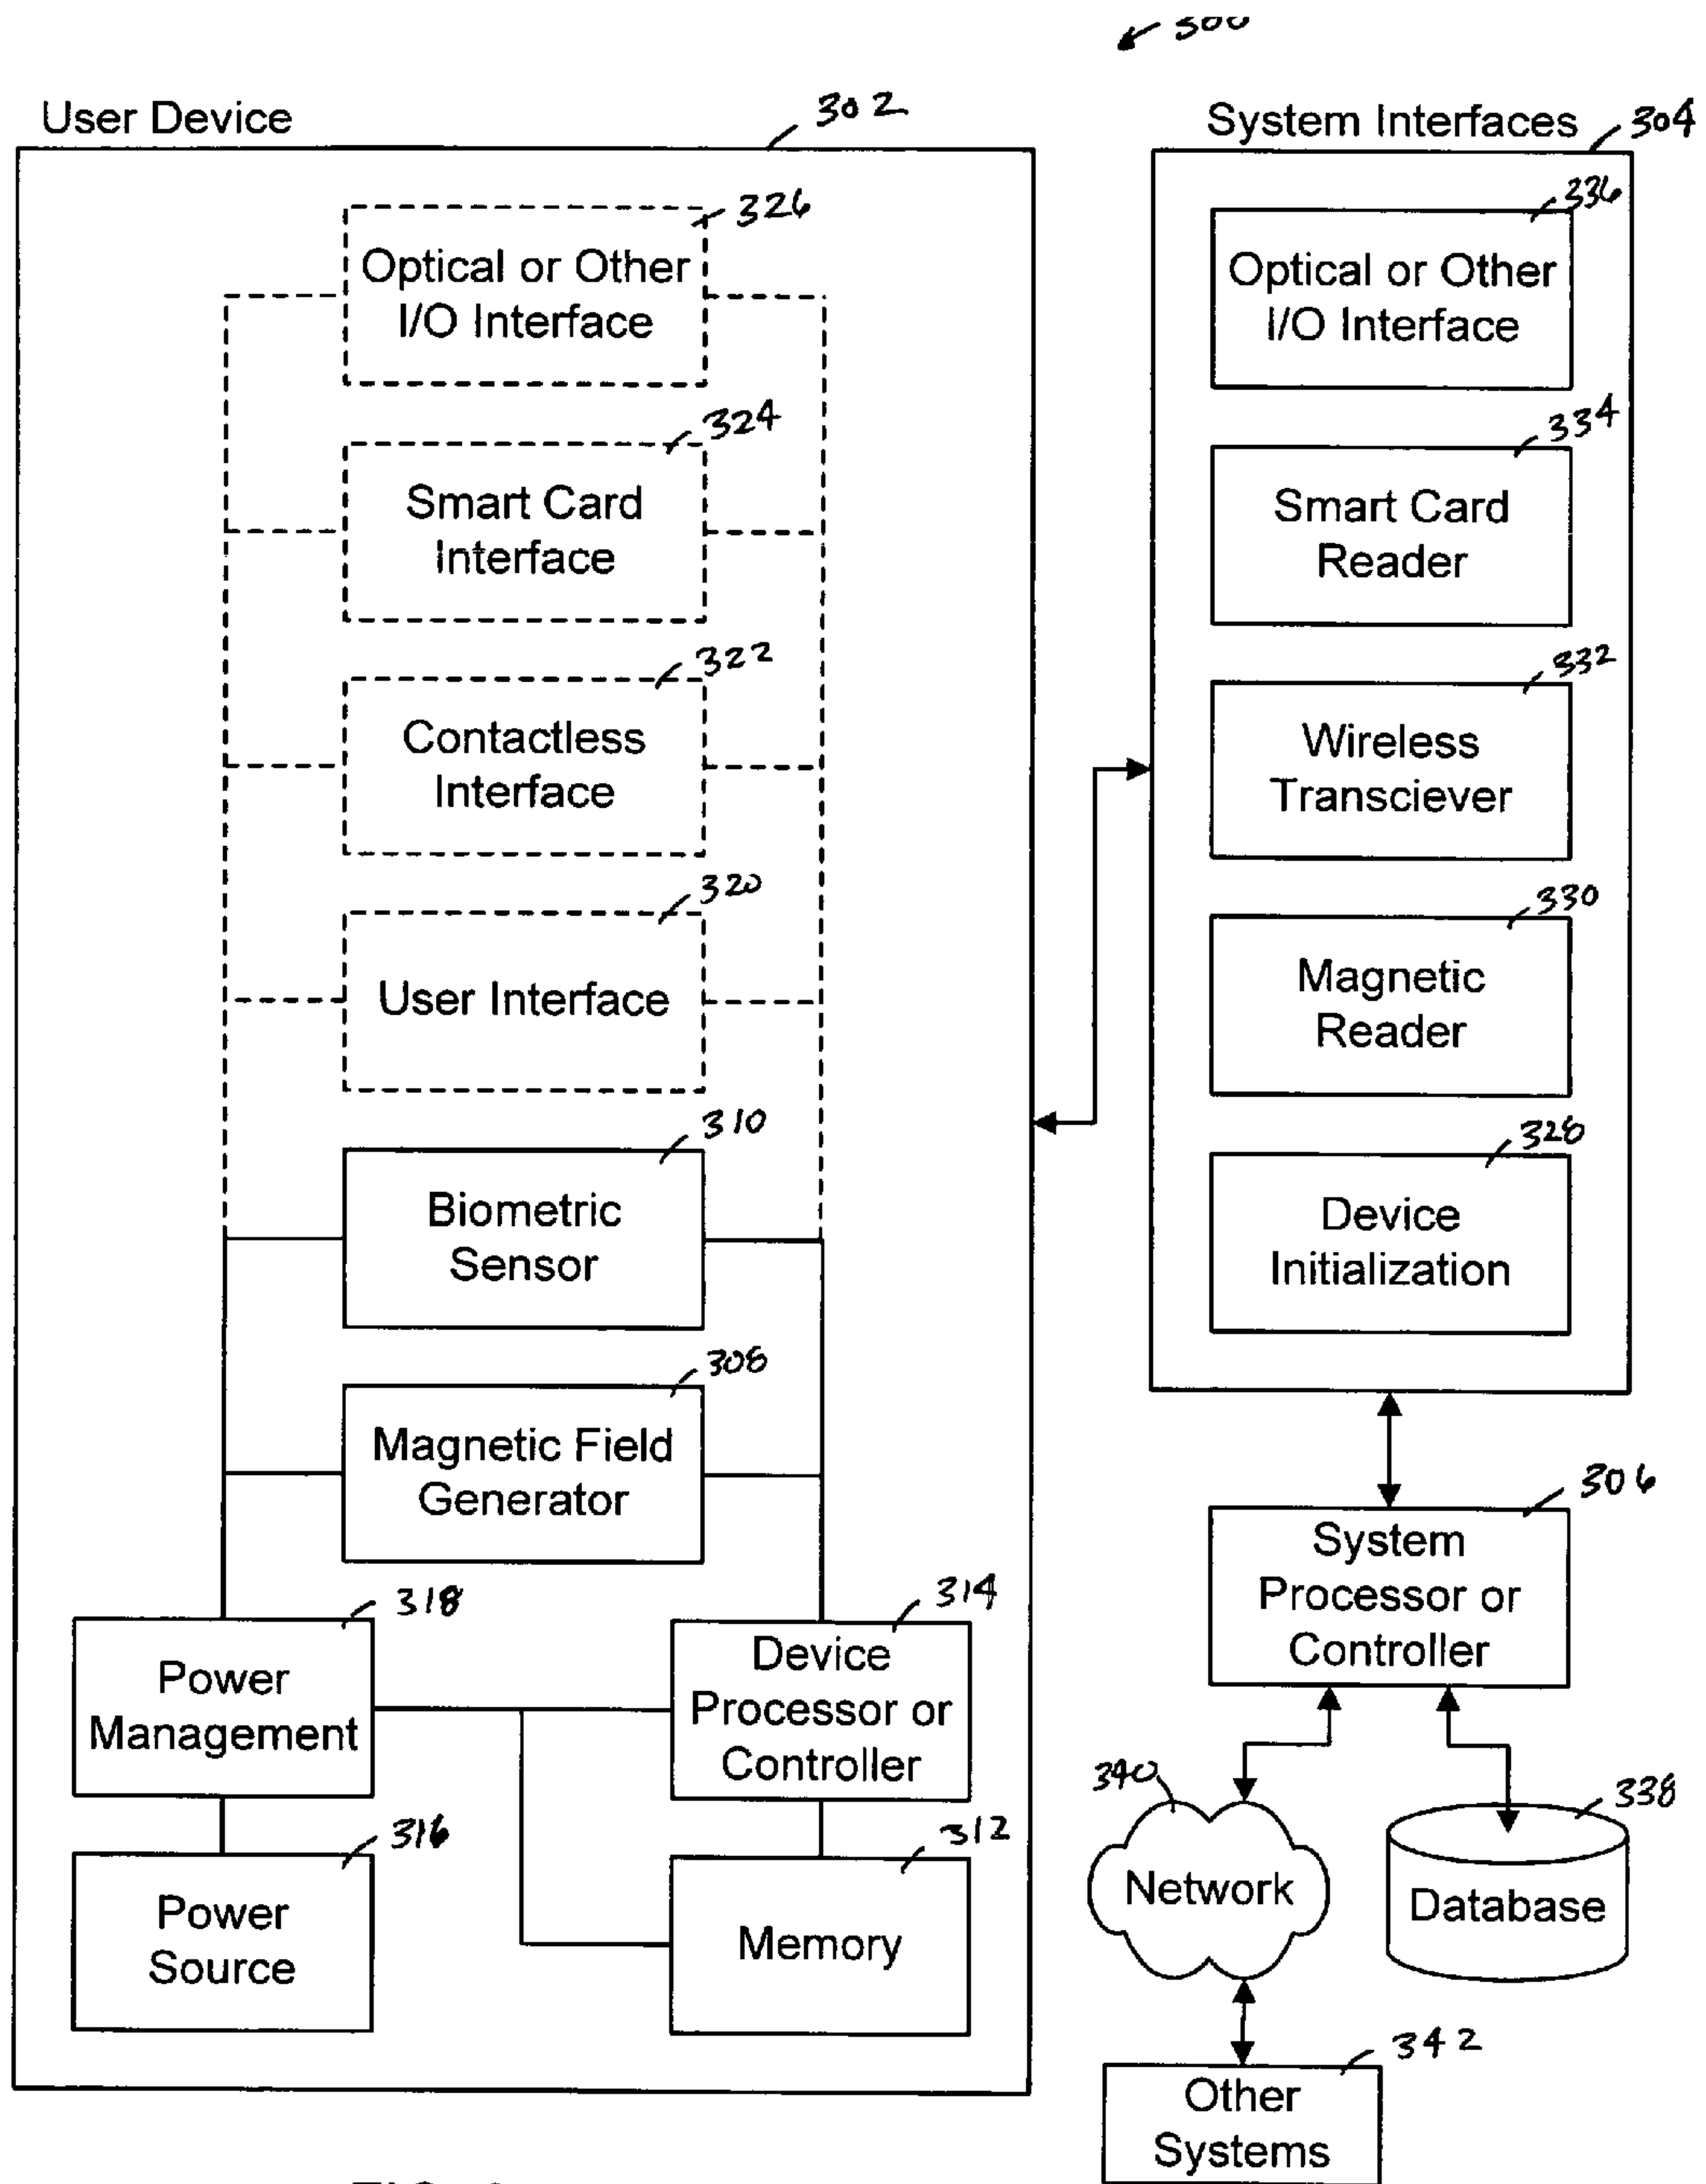 300
User Device
302
326
Optical or Other
I/O Interface
324
Smart Card
Interface
322
Contactless
Interface
320
User Interface
310
Biometric
Sensor
308
Magnetic Field
Generator
318
Power
Management
314
Device
Processor or
Controller
316
Power
Source
312
Memory
System Interfaces
304
336
Optical or Other
I/O Interface
334
Smart Card
Reader
332
Wireless
Transciever
330
Magnetic
Reader
328
Device
Initialization
306
System
Processor or
Controller
340
Network
338
Database
342
Other
Systems